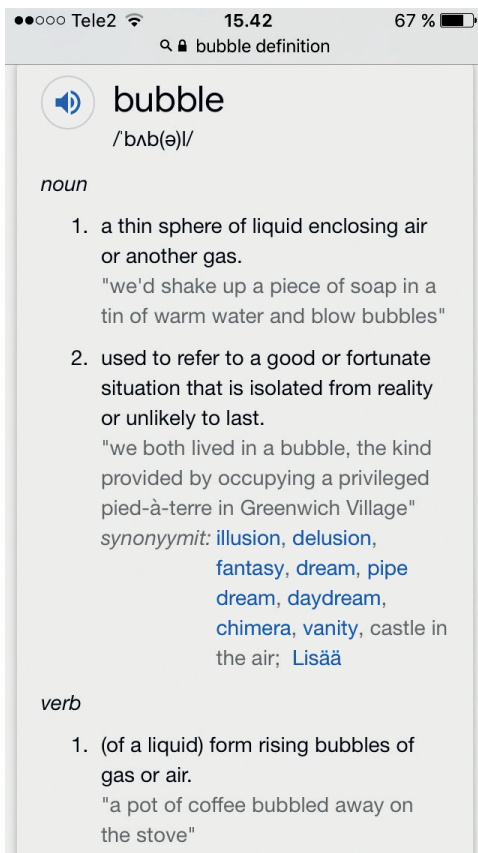 Tele2 15.42 67 %
bubble definition
bubble
/ˈbʌb(ə)l/
noun
1. a thin sphere of liquid enclosing air
or another gas.
"we'd shake up a piece of soap in a
tin of warm water and blow bubbles"
2. used to refer to a good or fortunate
situation that is isolated from reality
or unlikely to last.
"we both lived in a bubble, the kind
provided by occupying a privileged
pied-à-terre in Greenwich Village"
synonyymit: illusion, delusion,
fantasy, dream, pipe
dream, daydream,
chimera, vanity, castle in
the air; Lisää
verb
1. (of a liquid) form rising bubbles of
gas or air.
"a pot of coffee bubbled away on
the stove"